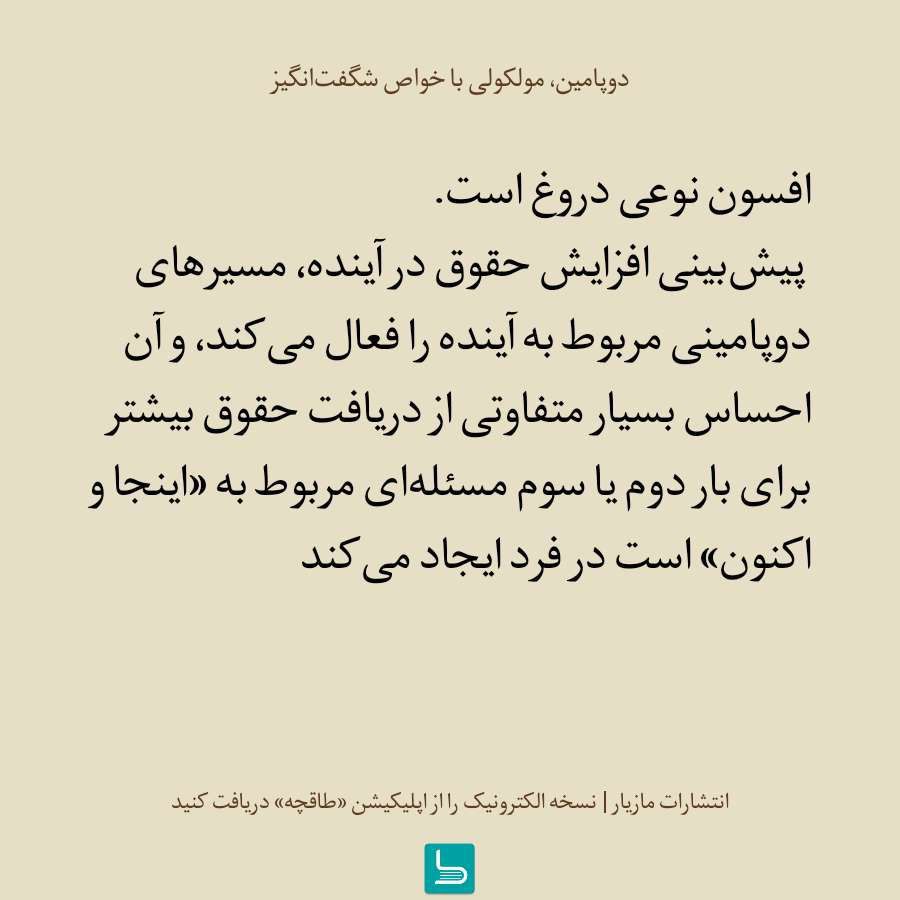 دوپامین، مولکولی با خواص شگفت‌انگیز
افسون نوعی دروغ است.
پیش‌بینی افزایش حقوق در آینده، مسیرهای
دوپامینی مربوط به آینده را فعال می‌کند، و آن
احساس بسیار متفاوتی از دریافت حقوق بیشتر
برای بار دوم یا سوم مسئله‌ای مربوط به «اینجا و
اکنون» است در فرد ایجاد می‌کند
انتشارات مازیار | نسخه الکترونیک را از اپلیکیشن «طاقچه» دریافت کنید